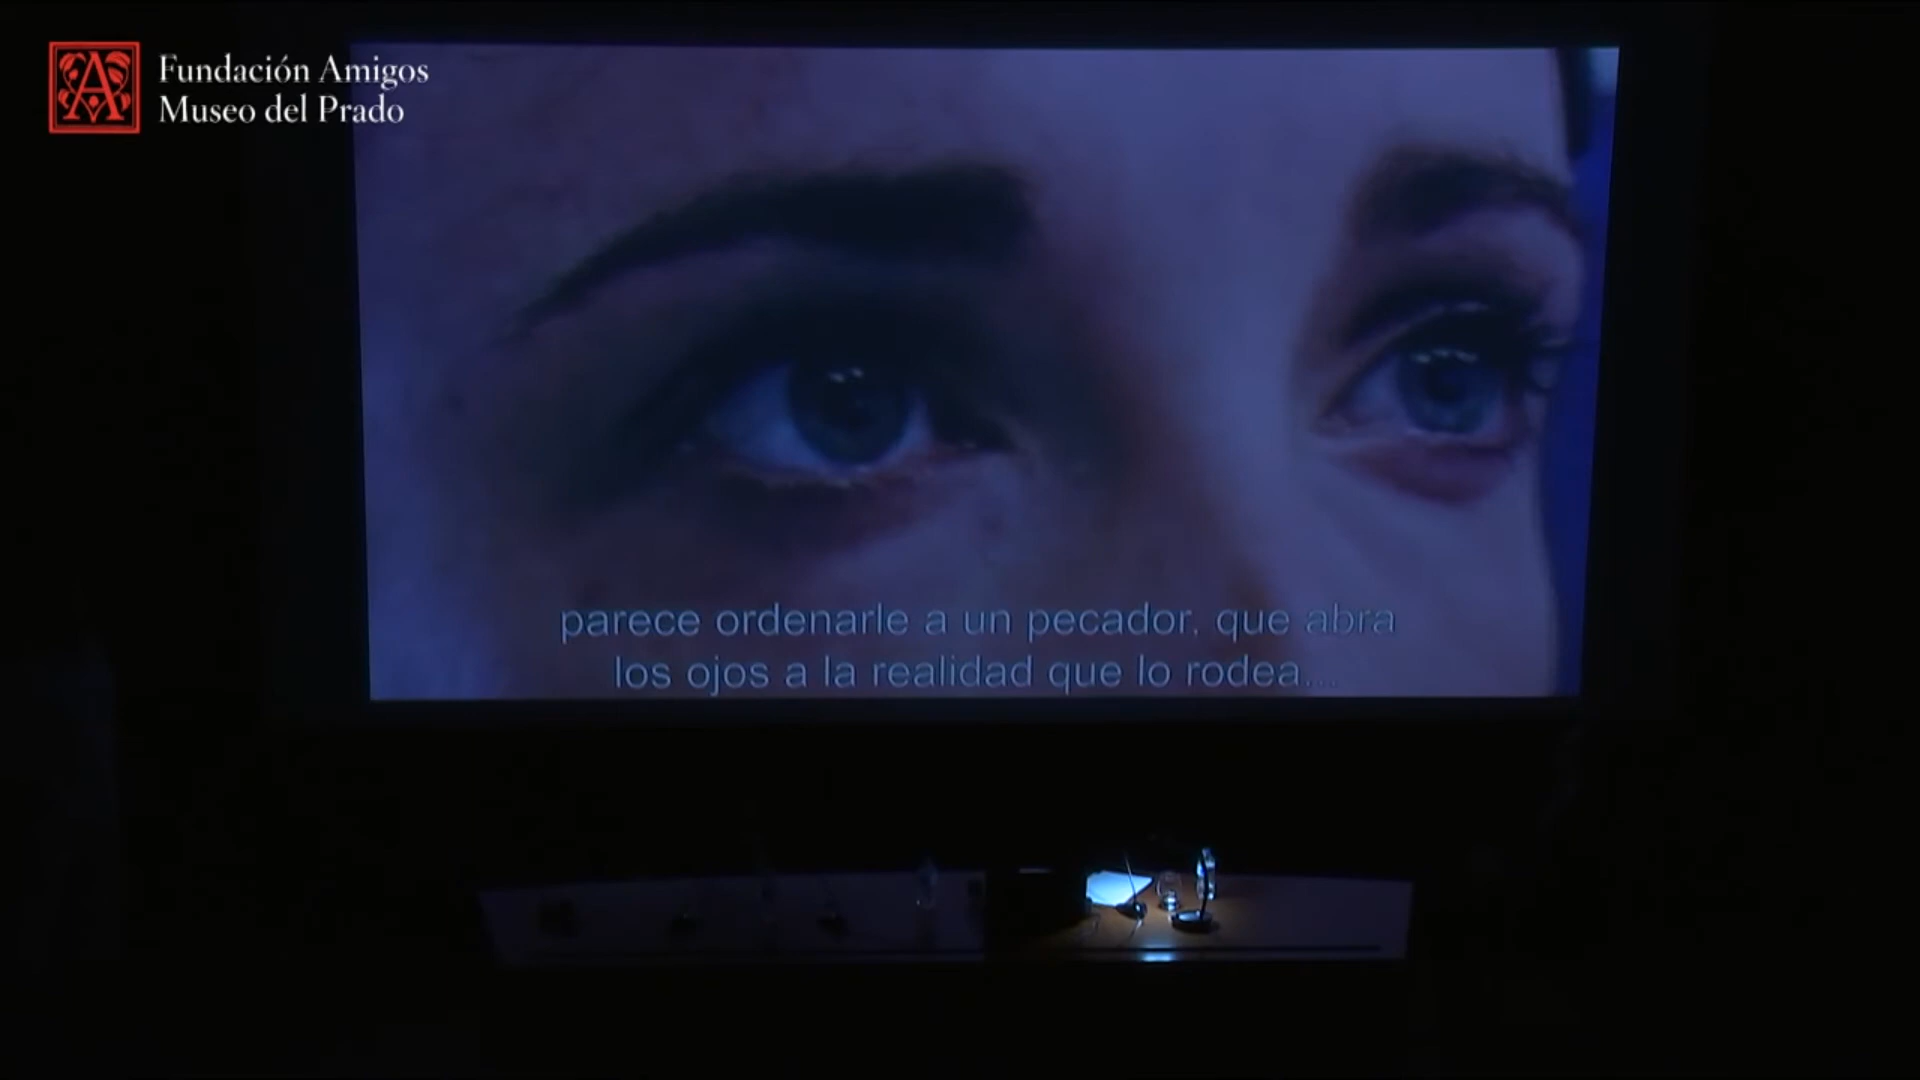 Fundación Amigos
Museo del Prado
parece ordenarle a un pecador, que abra
los ojos a la realidad que lo rodea...